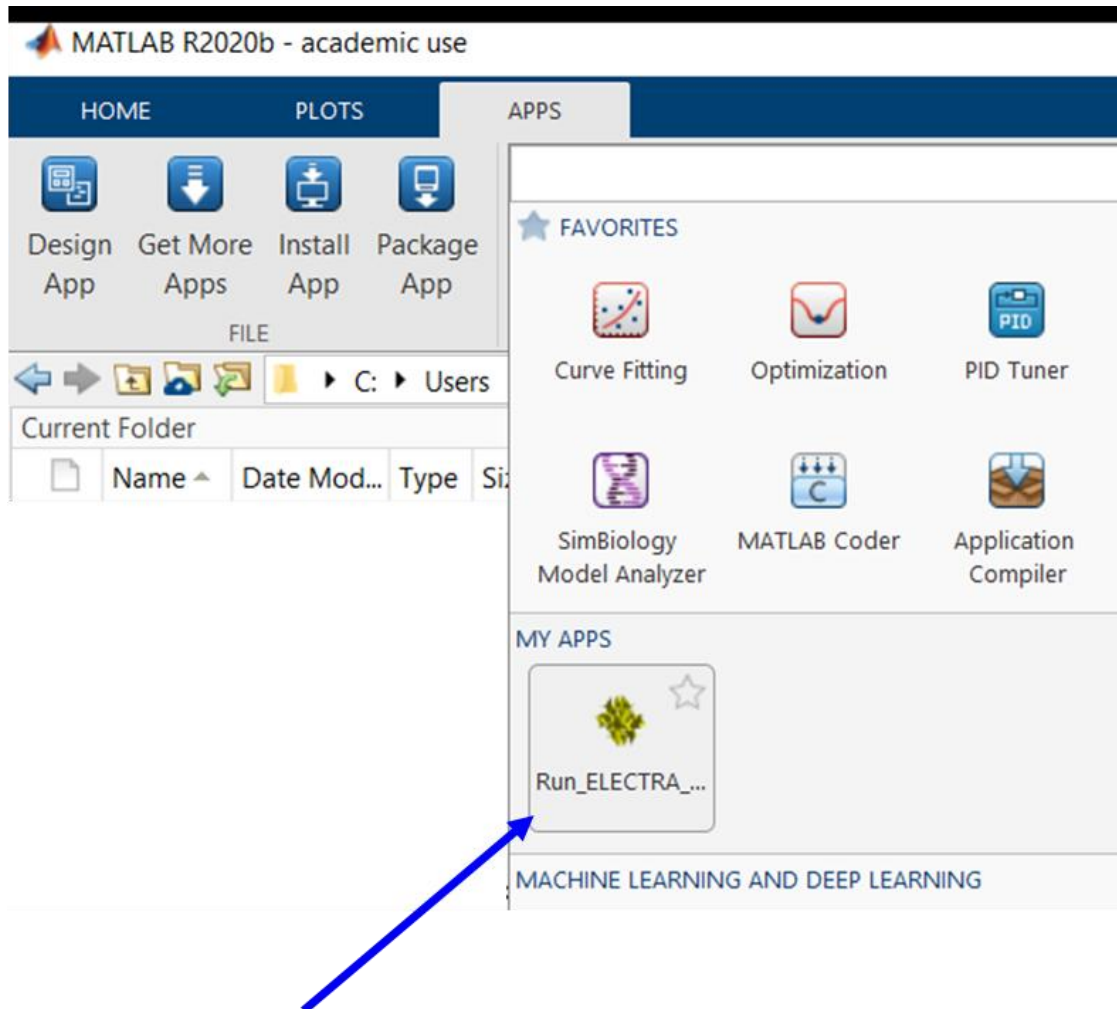 MATLAB R2020b - academic use
HOME PLOTS APPS
Design App
Get More Apps
Install App
Package App
FILE
FAVORITES
Curve Fitting
Optimization
PID
PID Tuner
SimBiology Model Analyzer
C
MATLAB Coder
Application Compiler
C: Users
Current Folder
Name Date Mod... Type Si
MY APPS
Run_ELECTRA_...
MACHINE LEARNING AND DEEP LEARNING